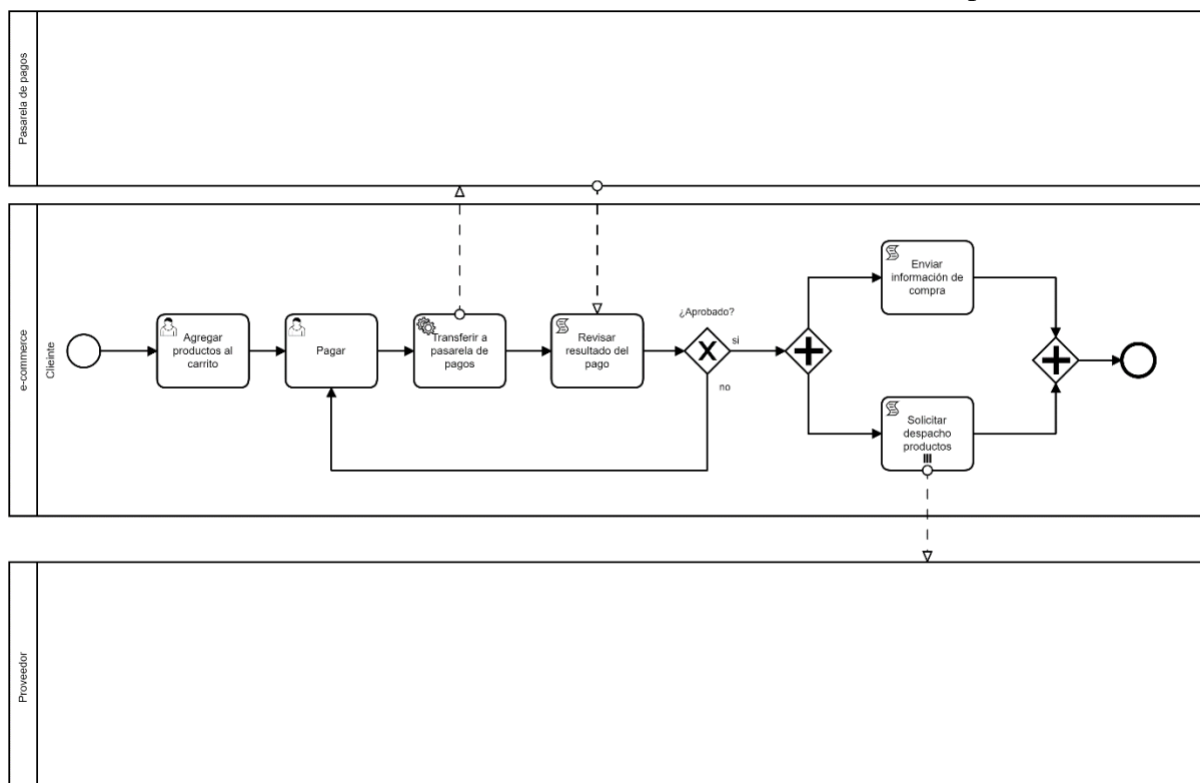 Pasarela de pagos
e-commerce
Clieinte
Agregar
productos al
carrito
Pagar
Transferir a
pasarela de
pagos
Revisar
resultado del
pago
¿Aprobado?
si
no
Enviar
información de
compra
Solicitar
despacho
productos
Proveedor